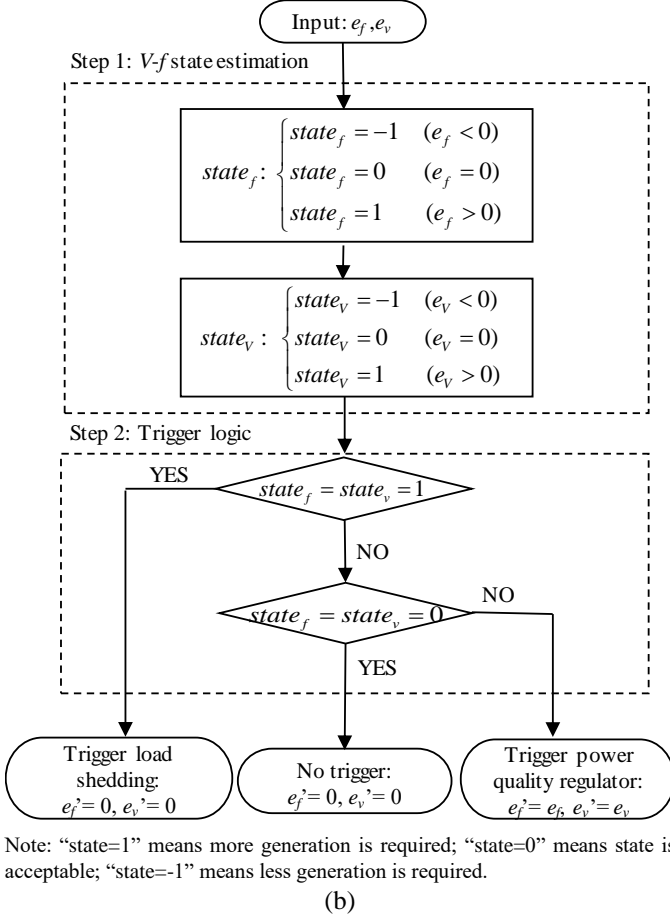 Input: e_f, e_v
Step 1: V-f state estimation
state_f = −1 (e_f < 0)
state_f : { state_f = 0 (e_f = 0)
state_f = 1 (e_f > 0)
state_V = −1 (e_V < 0)
state_V : { state_V = 0 (e_V = 0)
state_V = 1 (e_V > 0)
Step 2: Trigger logic
YES
state_f = state_v = 1
NO
state_f = state_v = 0
NO
YES
Trigger load
shedding:
e_f’= 0, e_v’= 0
No trigger:
e_f’= 0, e_v’= 0
Trigger power
quality regulator:
e_f’= e_f, e_v’= e_v
Note: “state=1” means more generation is required; “state=0” means state is
acceptable; “state=-1” means less generation is required.
(b)